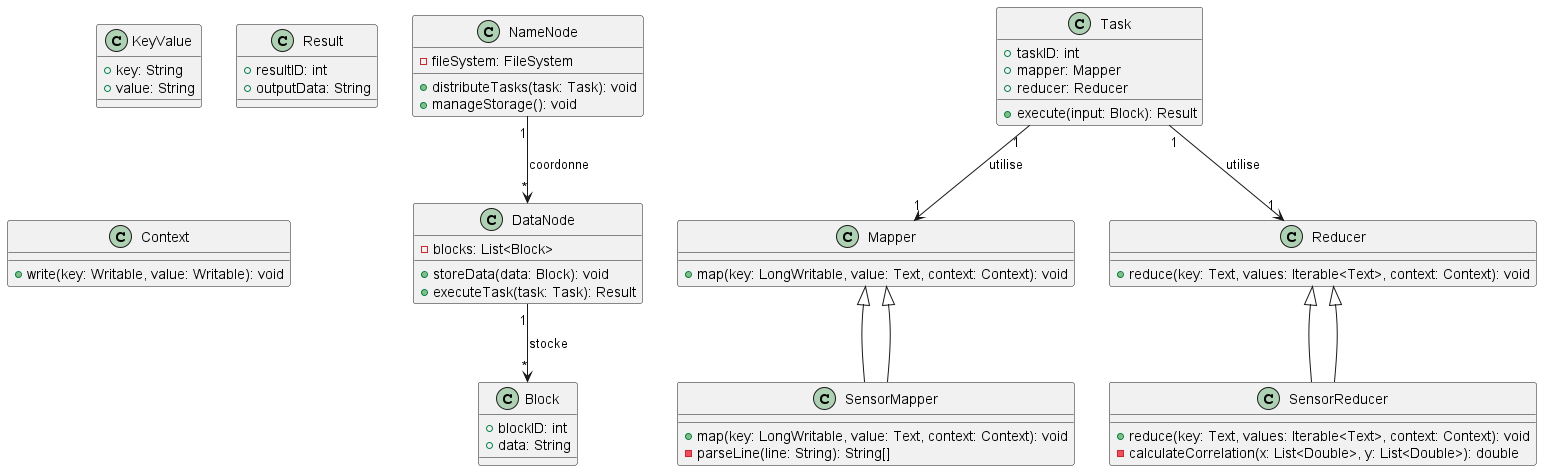 C KeyValue
key: String
value: String
C Result
resultID: int
outputData: String
C NameNode
fileSystem: FileSystem
distributeTasks(task: Task): void
manageStorage(): void
C Task
taskID: int
mapper: Mapper
reducer: Reducer
execute(input: Block): Result
1
coordonne
*
1
utilise
1
1
utilise
1
C Context
write(key: Writable, value: Writable): void
C DataNode
blocks: List<Block>
storeData(data: Block): void
executeTask(task: Task): Result
C Mapper
map(key: LongWritable, value: Text, context: Context): void
C Reducer
reduce(key: Text, values: Iterable<Text>, context: Context): void
1
stocke
*
C Block
blockID: int
data: String
C SensorMapper
map(key: LongWritable, value: Text, context: Context): void
parseLine(line: String): String[]
C SensorReducer
reduce(key: Text, values: Iterable<Text>, context: Context): void
calculateCorrelation(x: List<Double>, y: List<Double>): double